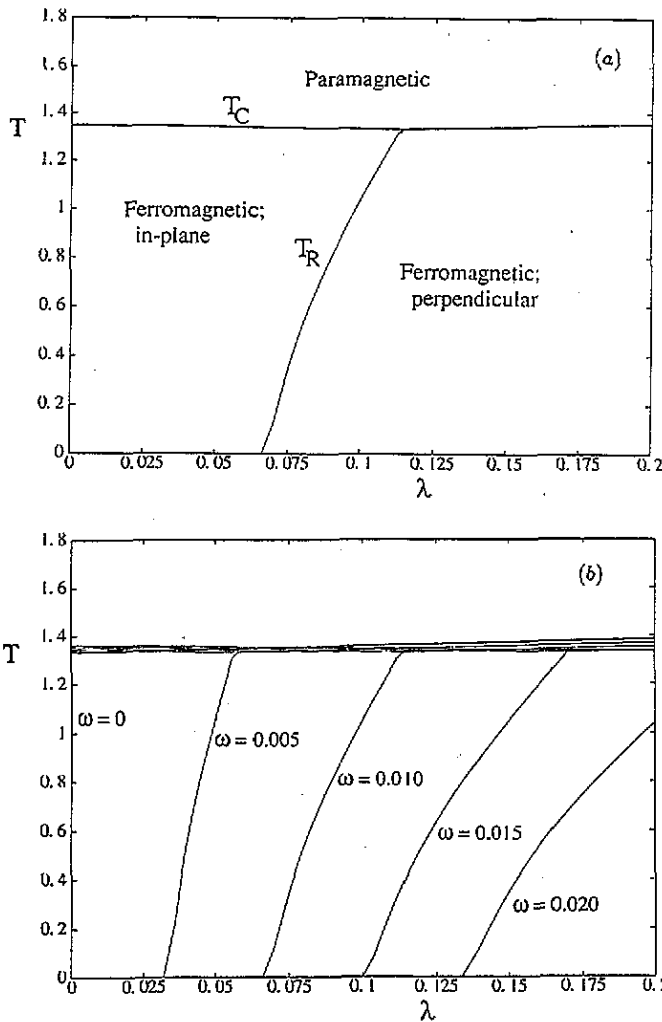 1.8
(a)
Paramagnetic
1.6
T_C
1.4
T
1.2
1
Ferromagnetic;
in-plane
T_R
Ferromagnetic;
perpendicular
0.8
0.6
0.4
0.2
0
0 0.025 0.05 0.075 0.1 0.125 0.15 0.175 0.2
λ
1.8
(b)
1.6
1.4
T
1.2
1
ω = 0
ω = 0.005
ω = 0.010
0.8
0.6
ω = 0.015
0.4
ω = 0.020
0.2
0
0 0.025 0.05 0.075 0.1 0.125 0.15 0.175
λ